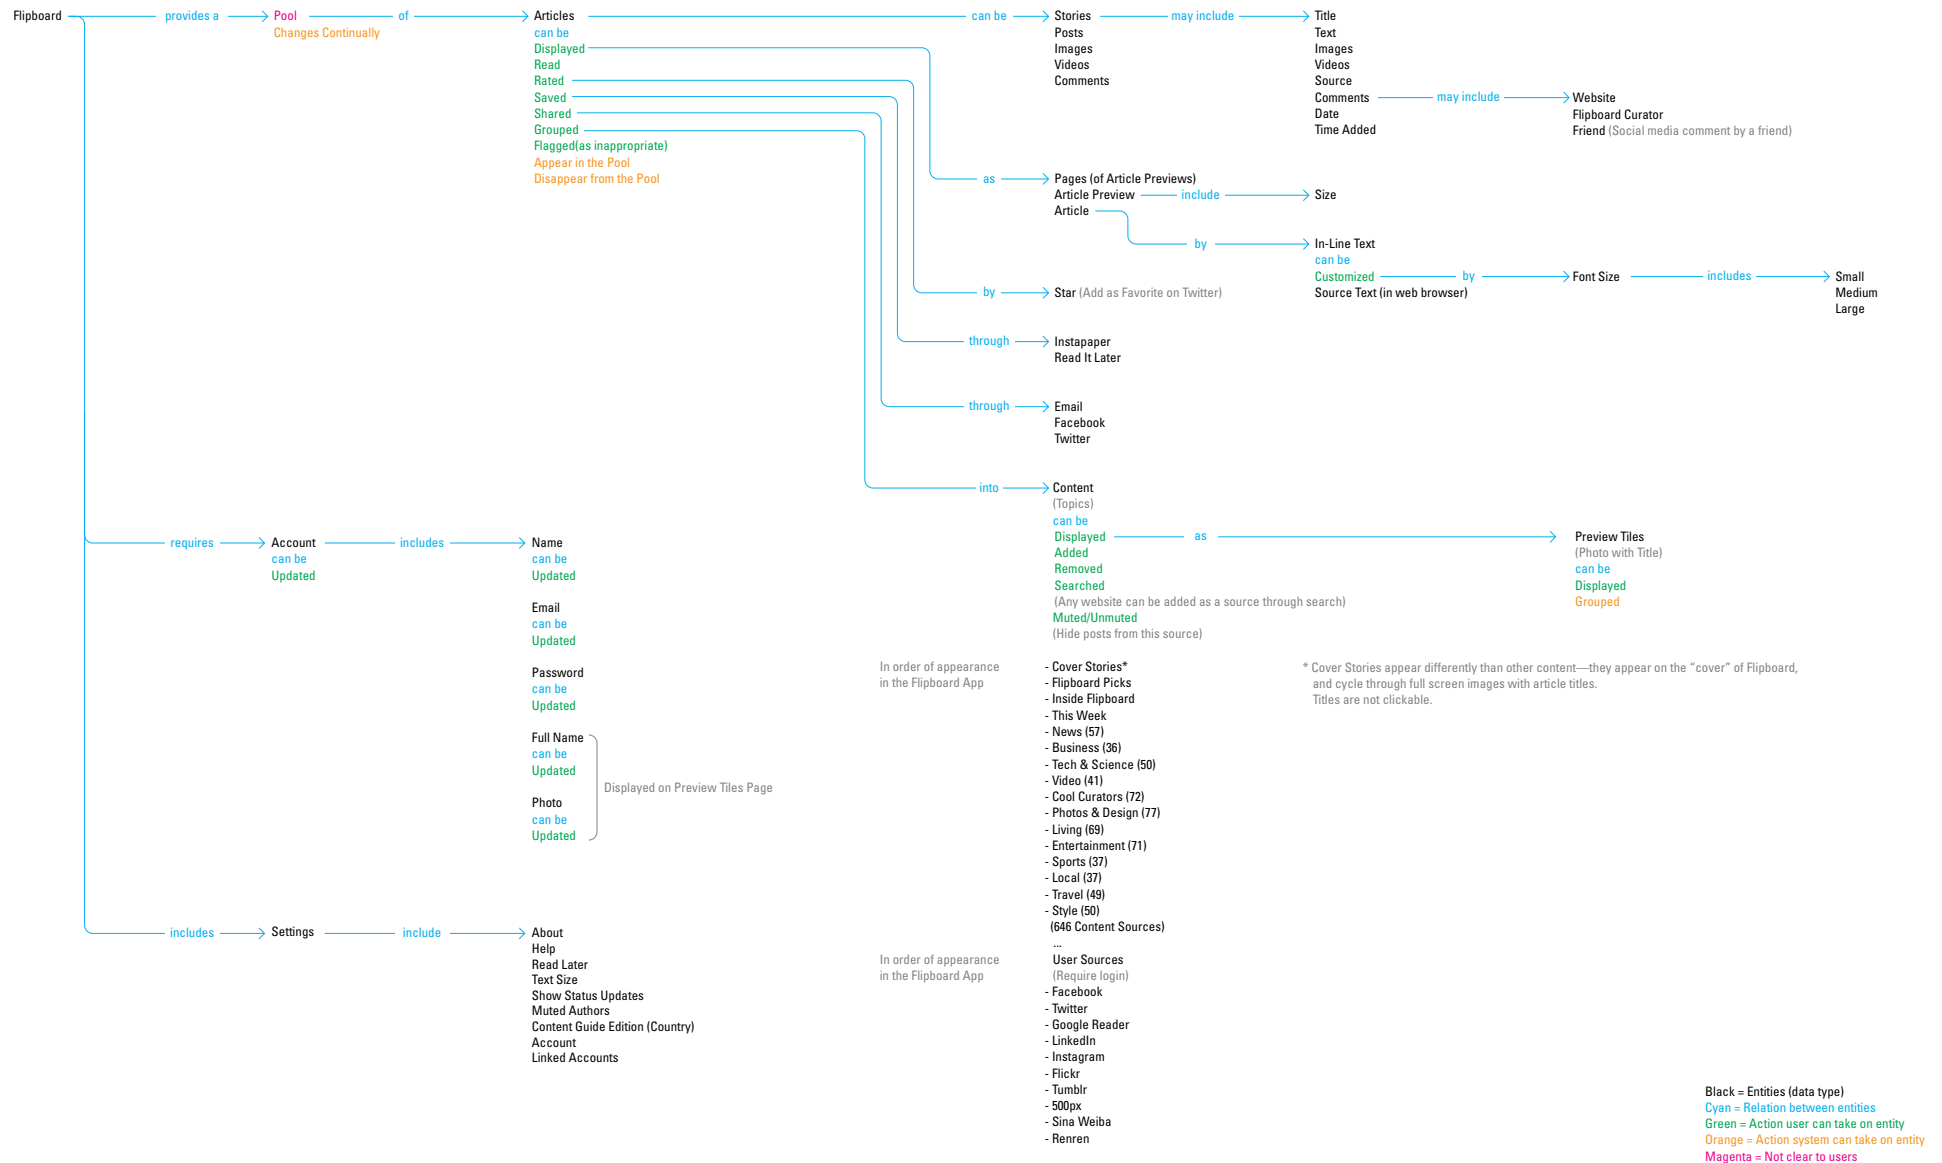 Flipboard
provides a
Pool
Changes Continually
of
Articles
can be
Displayed
Read
Rated
Saved
Shared
Grouped
Flagged(as inappropriate)
Appear in the Pool
Disappear from the Pool
can be
Stories
Posts
Images
Videos
Comments
may include
Title
Text
Images
Videos
Source
Comments
Date
Time Added
may include
Website
Flipboard Curator
Friend (Social media comment by a friend)
as
Pages (of Article Previews)
Article Preview
Article
include
Size
by
In-Line Text
can be
Customized
Source Text (in web browser)
by
Font Size
includes
Small
Medium
Large
by
Star (Add as Favorite on Twitter)
through
Instapaper
Read It Later
through
Email
Facebook
Twitter
into
Content
(Topics)
can be
Displayed
Added
Removed
Searched
(Any website can be added as a source through search)
Muted/Unmuted
(Hide posts from this source)
as
Preview Tiles
(Photo with Title)
can be
Displayed
Grouped
requires
Account
can be
Updated
includes
Name
can be
Updated
Email
can be
Updated
Password
can be
Updated
Full Name
can be
Updated
Photo
can be
Updated
Displayed on Preview Tiles Page
In order of appearance
in the Flipboard App
- Cover Stories*
- Flipboard Picks
- Inside Flipboard
- This Week
- News (57)
- Business (36)
- Tech & Science (50)
- Video (41)
- Cool Curators (72)
- Photos & Design (77)
- Living (69)
- Entertainment (71)
- Sports (37)
- Local (37)
- Travel (49)
- Style (50)
(646 Content Sources)
...
* Cover Stories appear differently than other content—they appear on the “cover” of Flipboard,
and cycle through full screen images with article titles.
Titles are not clickable.
includes
Settings
include
About
Help
Read Later
Text Size
Show Status Updates
Muted Authors
Content Guide Edition (Country)
Account
Linked Accounts
In order of appearance
in the Flipboard App
User Sources
(Require login)
- Facebook
- Twitter
- Google Reader
- LinkedIn
- Instagram
- Flickr
- Tumblr
- 500px
- Sina Weiba
- Renren
Black = Entities (data type)
Cyan = Relation between entities
Green = Action user can take on entity
Orange = Action system can take on entity
Magenta = Not clear to users